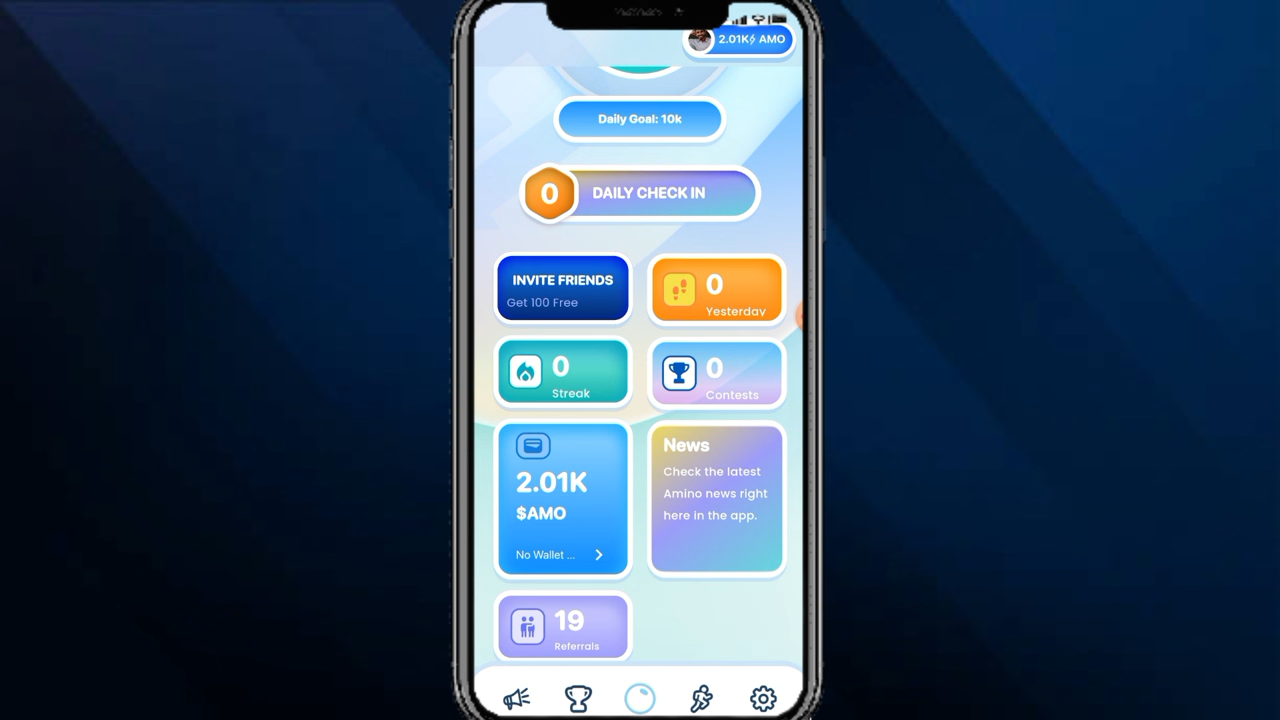 2.01K AMO
Daily Goal: 10k
0 DAILY CHECK IN
INVITE FRIENDS
Get 100 Free
0
Yesterday
0
Streak
0
Contests
2.01K
$AMO
No Wallet ...
News
Check the latest
Amino news right
here in the app.
19
Referrals